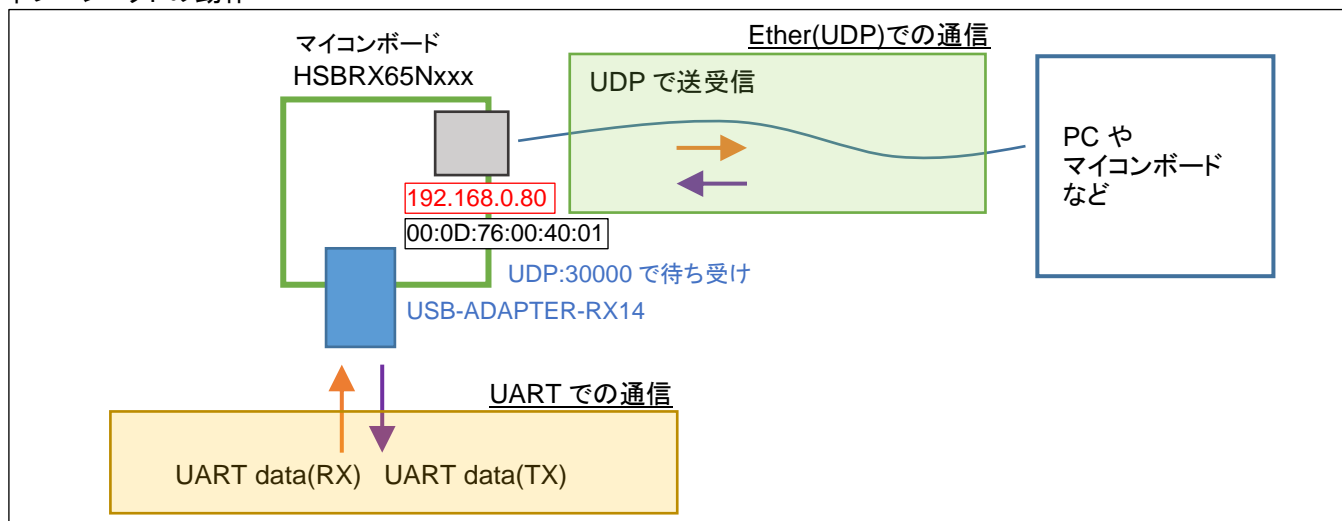 マイコンボード
HSBRX65Nxxx
Ether(UDP)での通信
UDP で送受信
PC や
マイコンボード
など
192.168.0.80
00:0D:76:00:40:01
UDP:30000 で待ち受け
USB-ADAPTER-RX14
UART での通信
UART data(RX) UART data(TX)